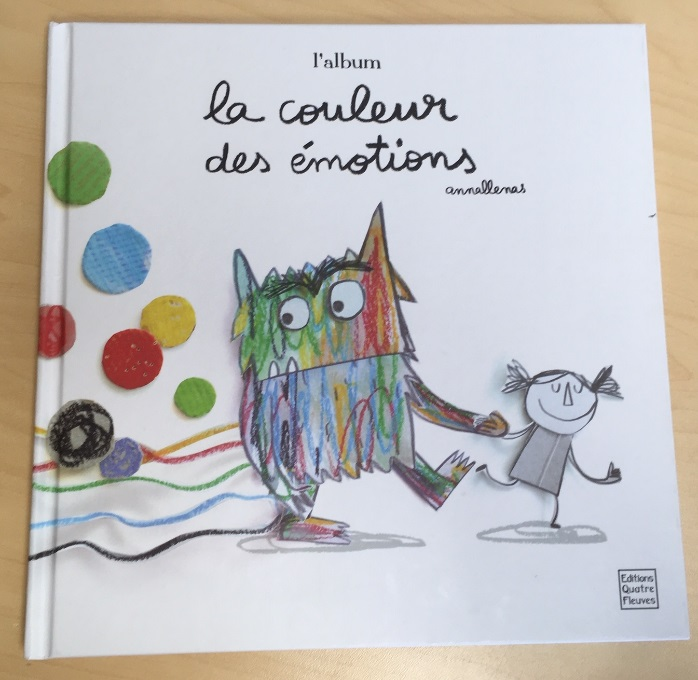 l'album
la couleur
des émotions
annallenas
Editions
Quatre
Fleuves